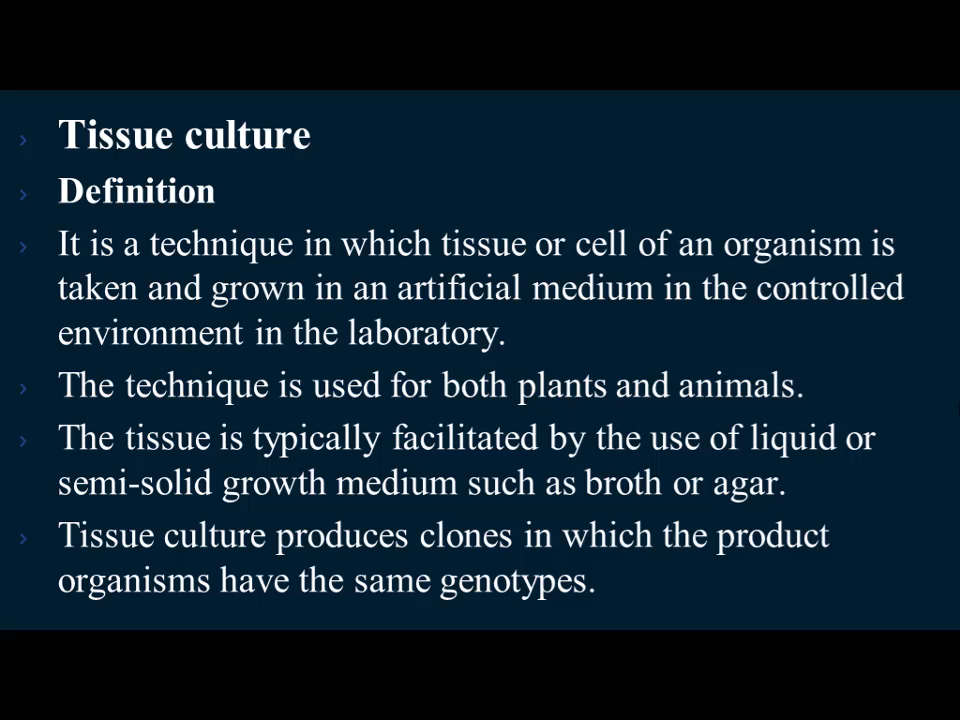 › Tissue culture
› Definition
› It is a technique in which tissue or cell of an organism is
taken and grown in an artificial medium in the controlled
environment in the laboratory.
› The technique is used for both plants and animals.
› The tissue is typically facilitated by the use of liquid or
semi-solid growth medium such as broth or agar.
› Tissue culture produces clones in which the product
organisms have the same genotypes.